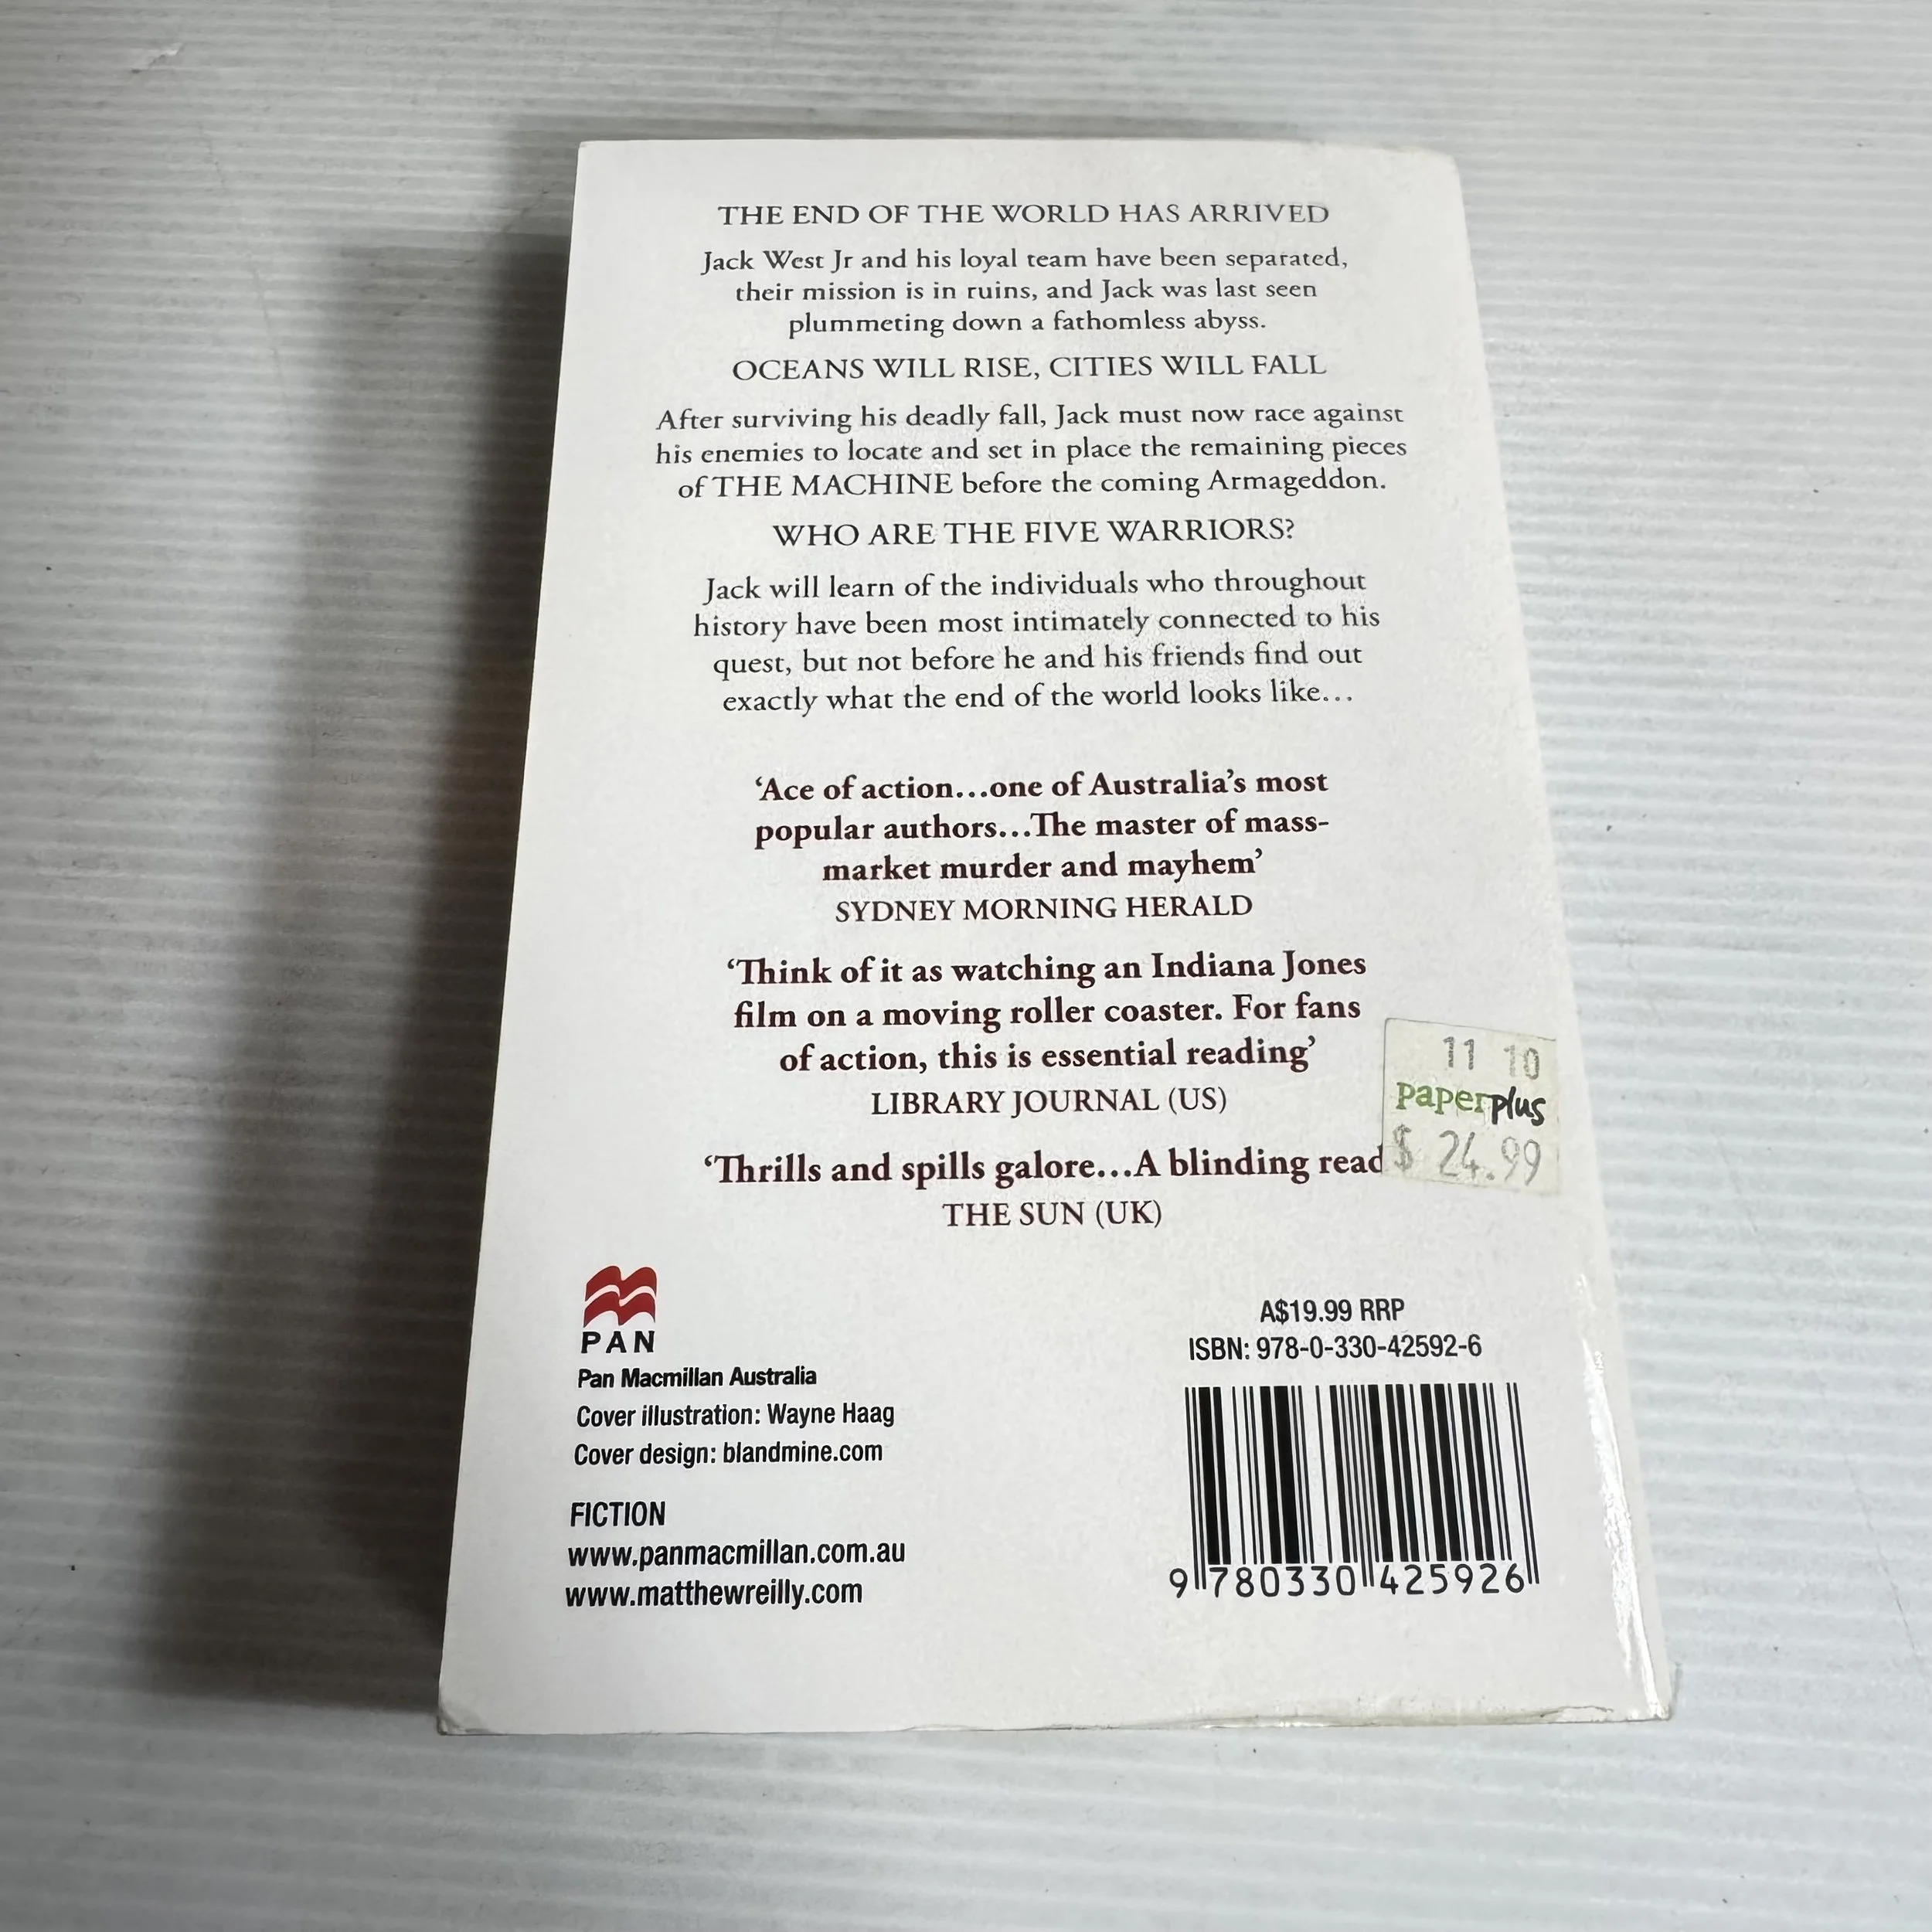 THE END OF THE WORLD HAS ARRIVED
Jack West Jr and his loyal team have been separated,
their mission is in ruins, and Jack was last seen
plummeting down a fathomless abyss.
OCEANS WILL RISE, CITIES WILL FALL
After surviving his deadly fall, Jack must now race against
his enemies to locate and set in place the remaining pieces
of THE MACHINE before the coming Armageddon.
WHO ARE THE FIVE WARRIORS?
Jack will learn of the individuals who throughout
history have been most intimately connected to his
quest, but not before he and his friends find out
exactly what the end of the world looks like...
‘Ace of action...one of Australia’s most
popular authors...The master of mass-
market murder and mayhem’
SYDNEY MORNING HERALD
‘Think of it as watching an Indiana Jones
film on a moving roller coaster. For fans
of action, this is essential reading’
LIBRARY JOURNAL (US)
‘Thrills and spills galore...A blinding read
THE SUN (UK)
11 10
paperplus
$ 24.99
PAN
Pan Macmillan Australia
Cover illustration: Wayne Haag
Cover design: blandmine.com
FICTION
www.panmacmillan.com.au
www.matthewreilly.com
A$19.99 RRP
ISBN: 978-0-330-42592-6
9 780330 425926